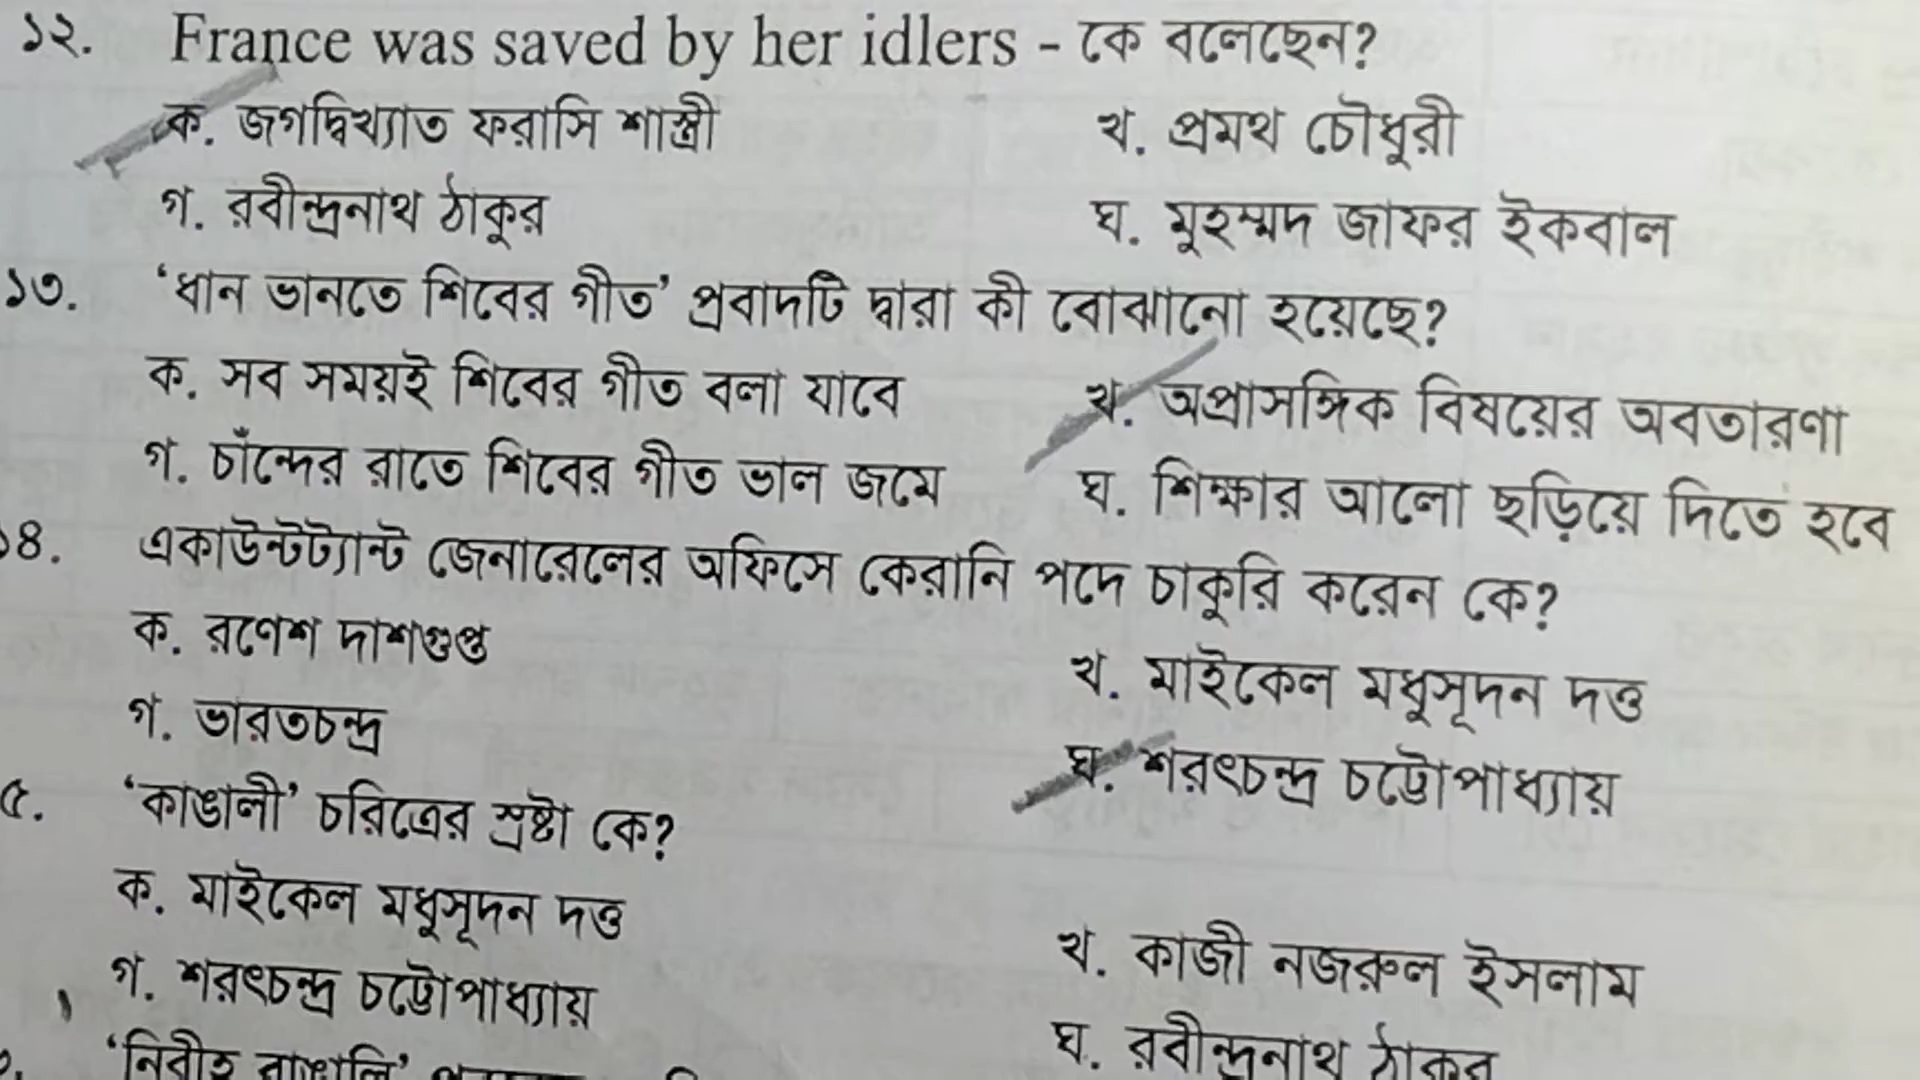 ১২. France was saved by her idlers - কে বলেছেন?
ক. জগদ্বিখ্যাত ফরাসি শাস্ত্রী খ. প্রমথ চৌধুরী
গ. রবীন্দ্রনাথ ঠাকুর ঘ. মুহম্মদ জাফর ইকবাল
১৩. ‘ধান ভানতে শিবের গীত’ প্রবাদটি দ্বারা কী বোঝানো হয়েছে?
ক. সব সময়ই শিবের গীত বলা যাবে খ. অপ্রাসঙ্গিক বিষয়ের অবতারণা
গ. চাঁন্দের রাতে শিবের গীত ভাল জমে ঘ. শিক্ষার আলো ছড়িয়ে দিতে হবে
১৪. একাউন্টট্যান্ট জেনারেলের অফিসে কেরানি পদে চাকুরি করেন কে?
ক. রণেশ দাশগুপ্ত খ. মাইকেল মধুসূদন দত্ত
গ. ভারতচন্দ্র ঘ. শরৎচন্দ্র চট্টোপাধ্যায়
৫. ‘কাঙালী’ চরিত্রের স্রষ্টা কে?
ক. মাইকেল মধুসূদন দত্ত খ. কাজী নজরুল ইসলাম
গ. শরৎচন্দ্র চট্টোপাধ্যায় ঘ. রবীন্দ্রনাথ ঠাকুর
‘নিরীহ বাঙালি’